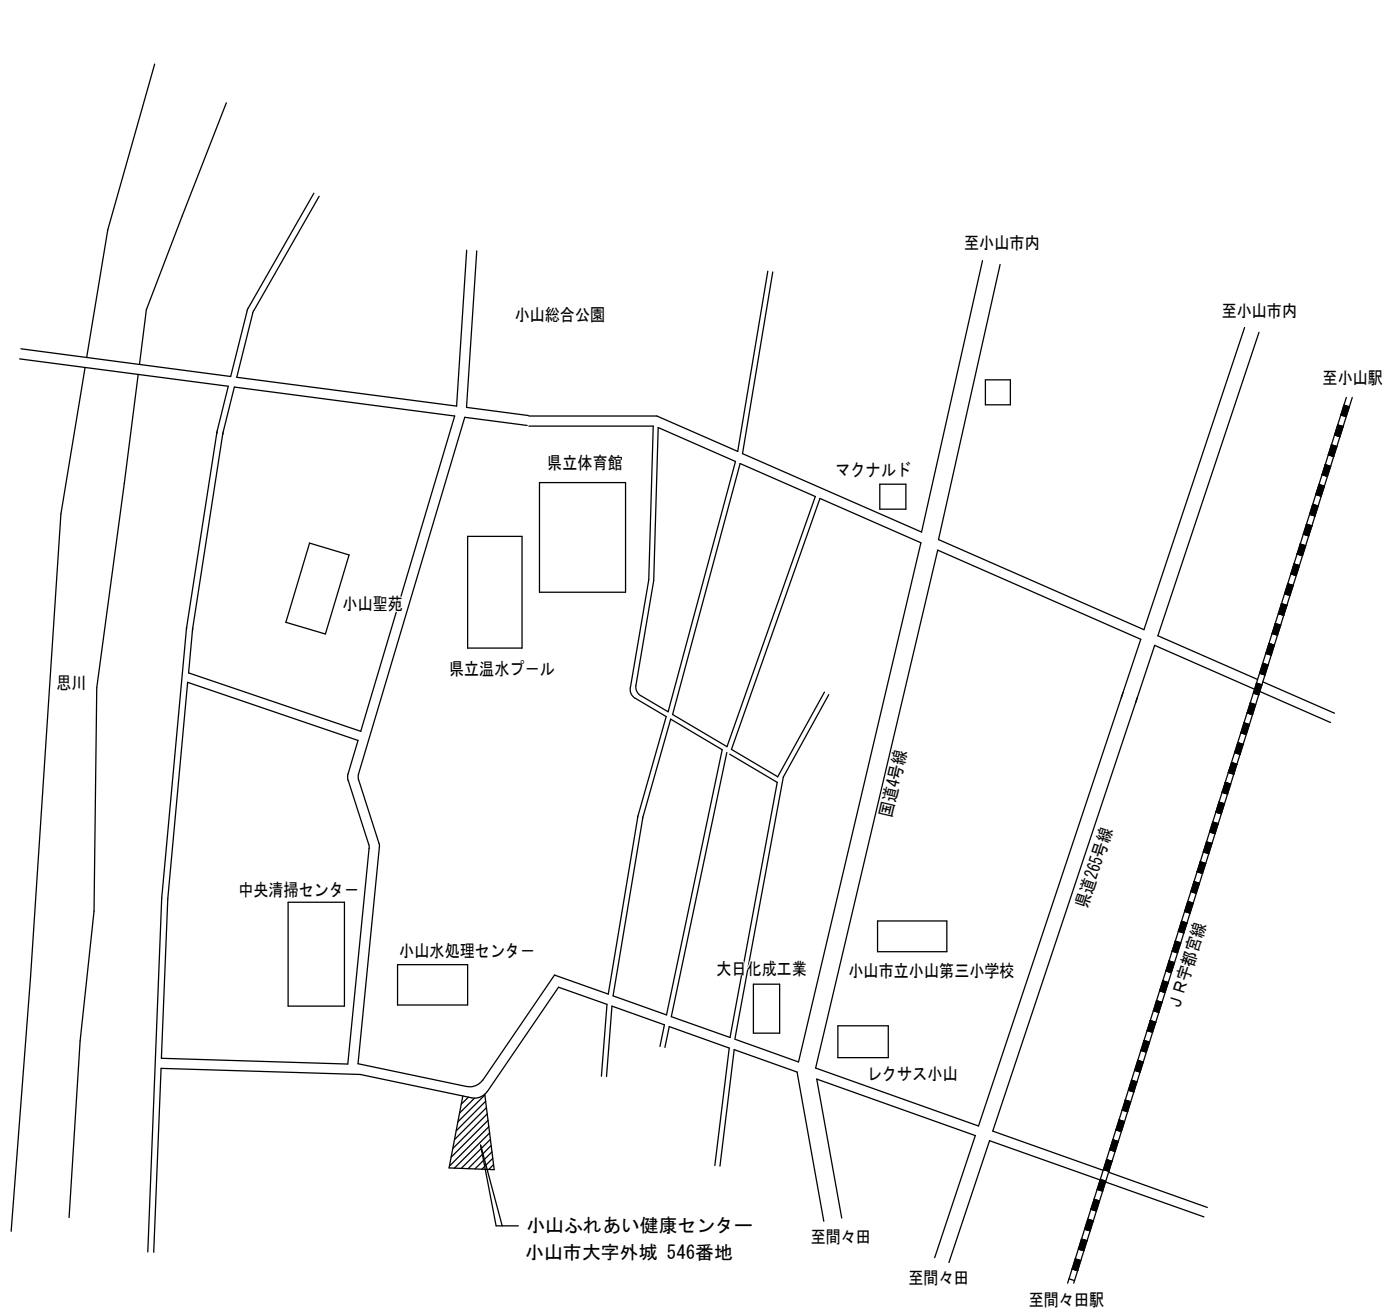 至小山市内
至小山市内
小山総合公園
至小山駅
県立体育館
マクナルド
小山聖苑
県立温水プール
思川
国道4号線
県道265号線
中央清掃センター
小山水処理センター
大日化成工業
小山市立小山第三小学校
JR宇都宮線
レクサス小山
小山ふれあい健康センター
小山市大字外城 546番地
至間々田
至間々田
至間々田駅